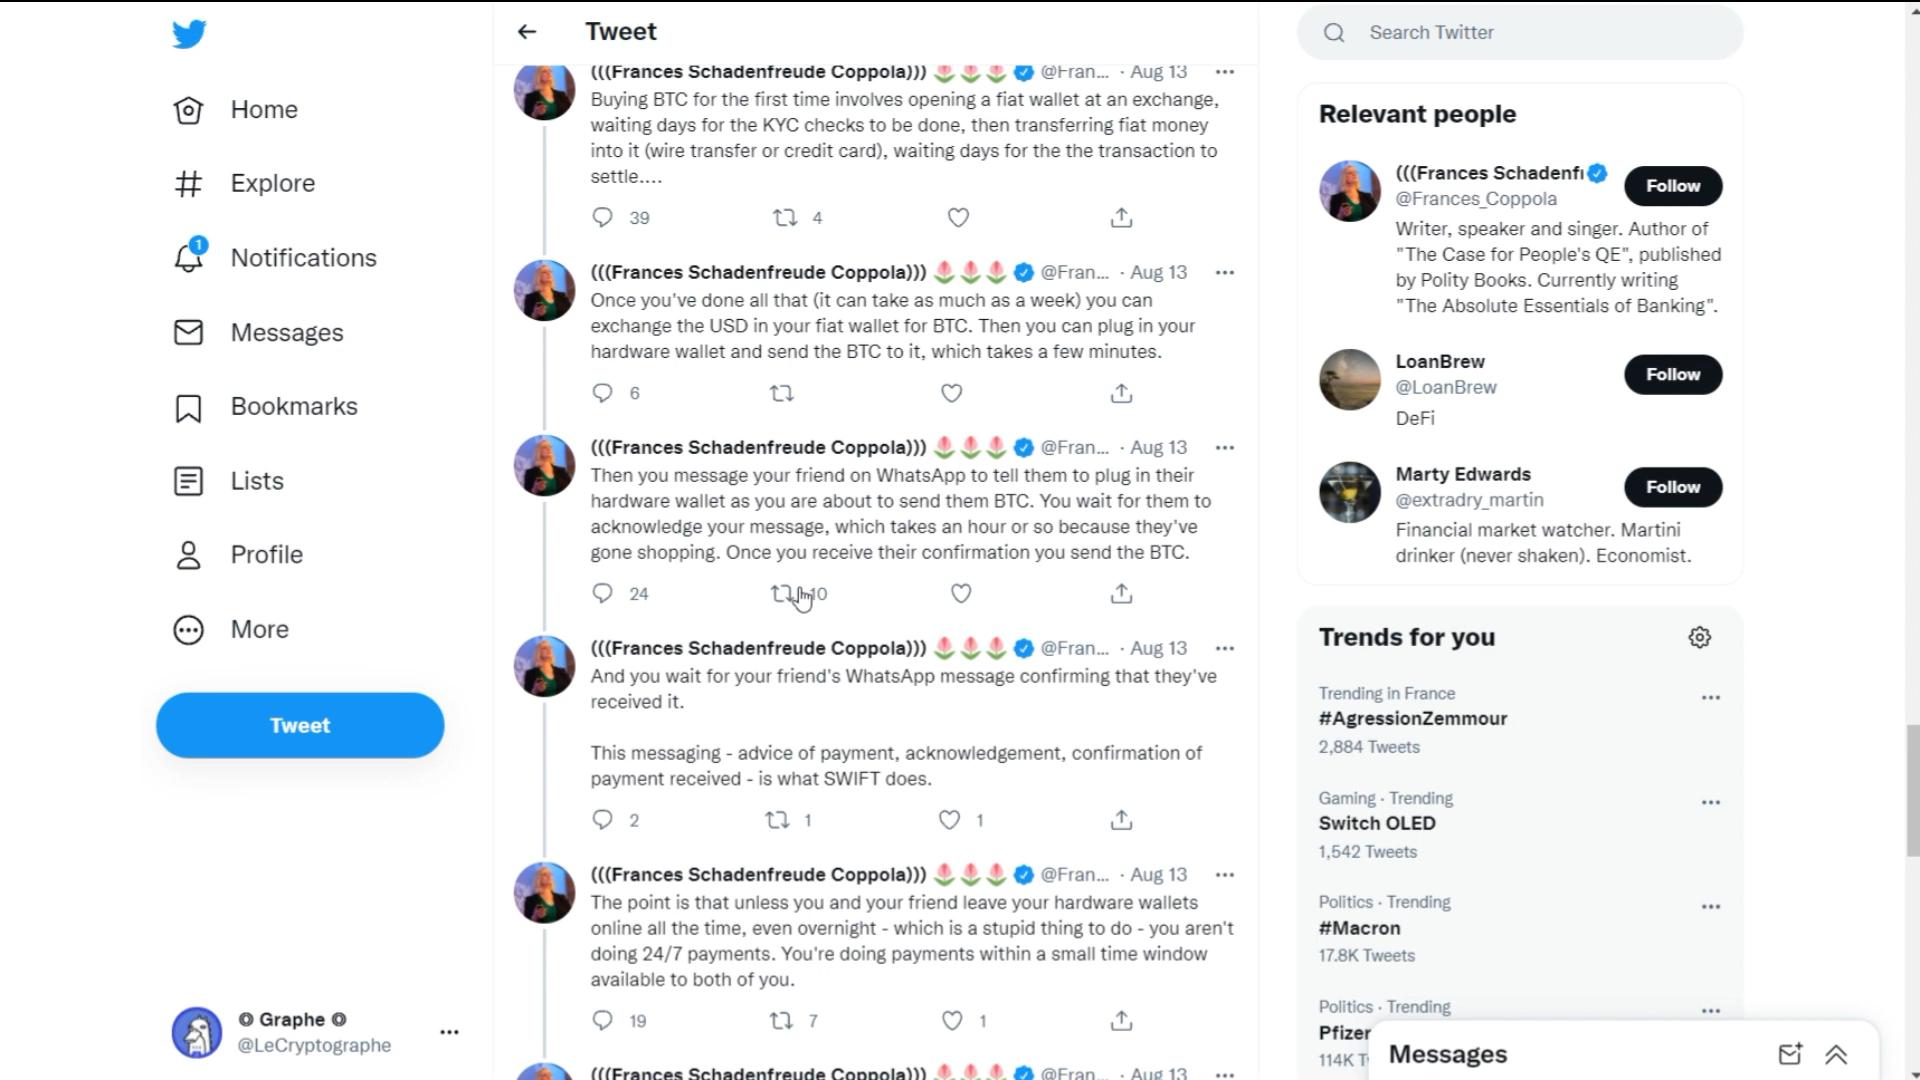 Home
Explore
1
Notifications
Messages
Bookmarks
Lists
Profile
More
Tweet
Graphe
@LeCryptographe
Tweet
(((Frances Schadenfreude Coppola))) 🌷🌷🌷 @Fran... · Aug 13
Buying BTC for the first time involves opening a fiat wallet at an exchange,
waiting days for the KYC checks to be done, then transferring fiat money
into it (wire transfer or credit card), waiting days for the the transaction to
settle....
39 4
(((Frances Schadenfreude Coppola))) 🌷🌷🌷 @Fran... · Aug 13
Once you've done all that (it can take as much as a week) you can
exchange the USD in your fiat wallet for BTC. Then you can plug in your
hardware wallet and send the BTC to it, which takes a few minutes.
6
(((Frances Schadenfreude Coppola))) 🌷🌷🌷 @Fran... · Aug 13
Then you message your friend on WhatsApp to tell them to plug in their
hardware wallet as you are about to send them BTC. You wait for them to
acknowledge your message, which takes an hour or so because they've
gone shopping. Once you receive their confirmation you send the BTC.
24 10
(((Frances Schadenfreude Coppola))) 🌷🌷🌷 @Fran... · Aug 13
And you wait for your friend's WhatsApp message confirming that they've
received it.
This messaging - advice of payment, acknowledgement, confirmation of
payment received - is what SWIFT does.
2 1 1
(((Frances Schadenfreude Coppola))) 🌷🌷🌷 @Fran... · Aug 13
The point is that unless you and your friend leave your hardware wallets
online all the time, even overnight - which is a stupid thing to do - you aren't
doing 24/7 payments. You're doing payments within a small time window
available to both of you.
19 7 1
(((Frances Schadenfreude Coppola))) 🌷🌷🌷 @Fran... · Aug 13
Search Twitter
Relevant people
(((Frances Schadenf
@Frances_Coppola
Follow
Writer, speaker and singer. Author of
"The Case for People's QE", published
by Polity Books. Currently writing
"The Absolute Essentials of Banking".
LoanBrew
@LoanBrew
Follow
DeFi
Marty Edwards
@extradry_martin
Follow
Financial market watcher. Martini
drinker (never shaken). Economist.
Trends for you
Trending in France
#AgressionZemmour
2,884 Tweets
Gaming · Trending
Switch OLED
1,542 Tweets
Politics · Trending
#Macron
17.8K Tweets
Politics · Trending
Pfizer
114K
Messages